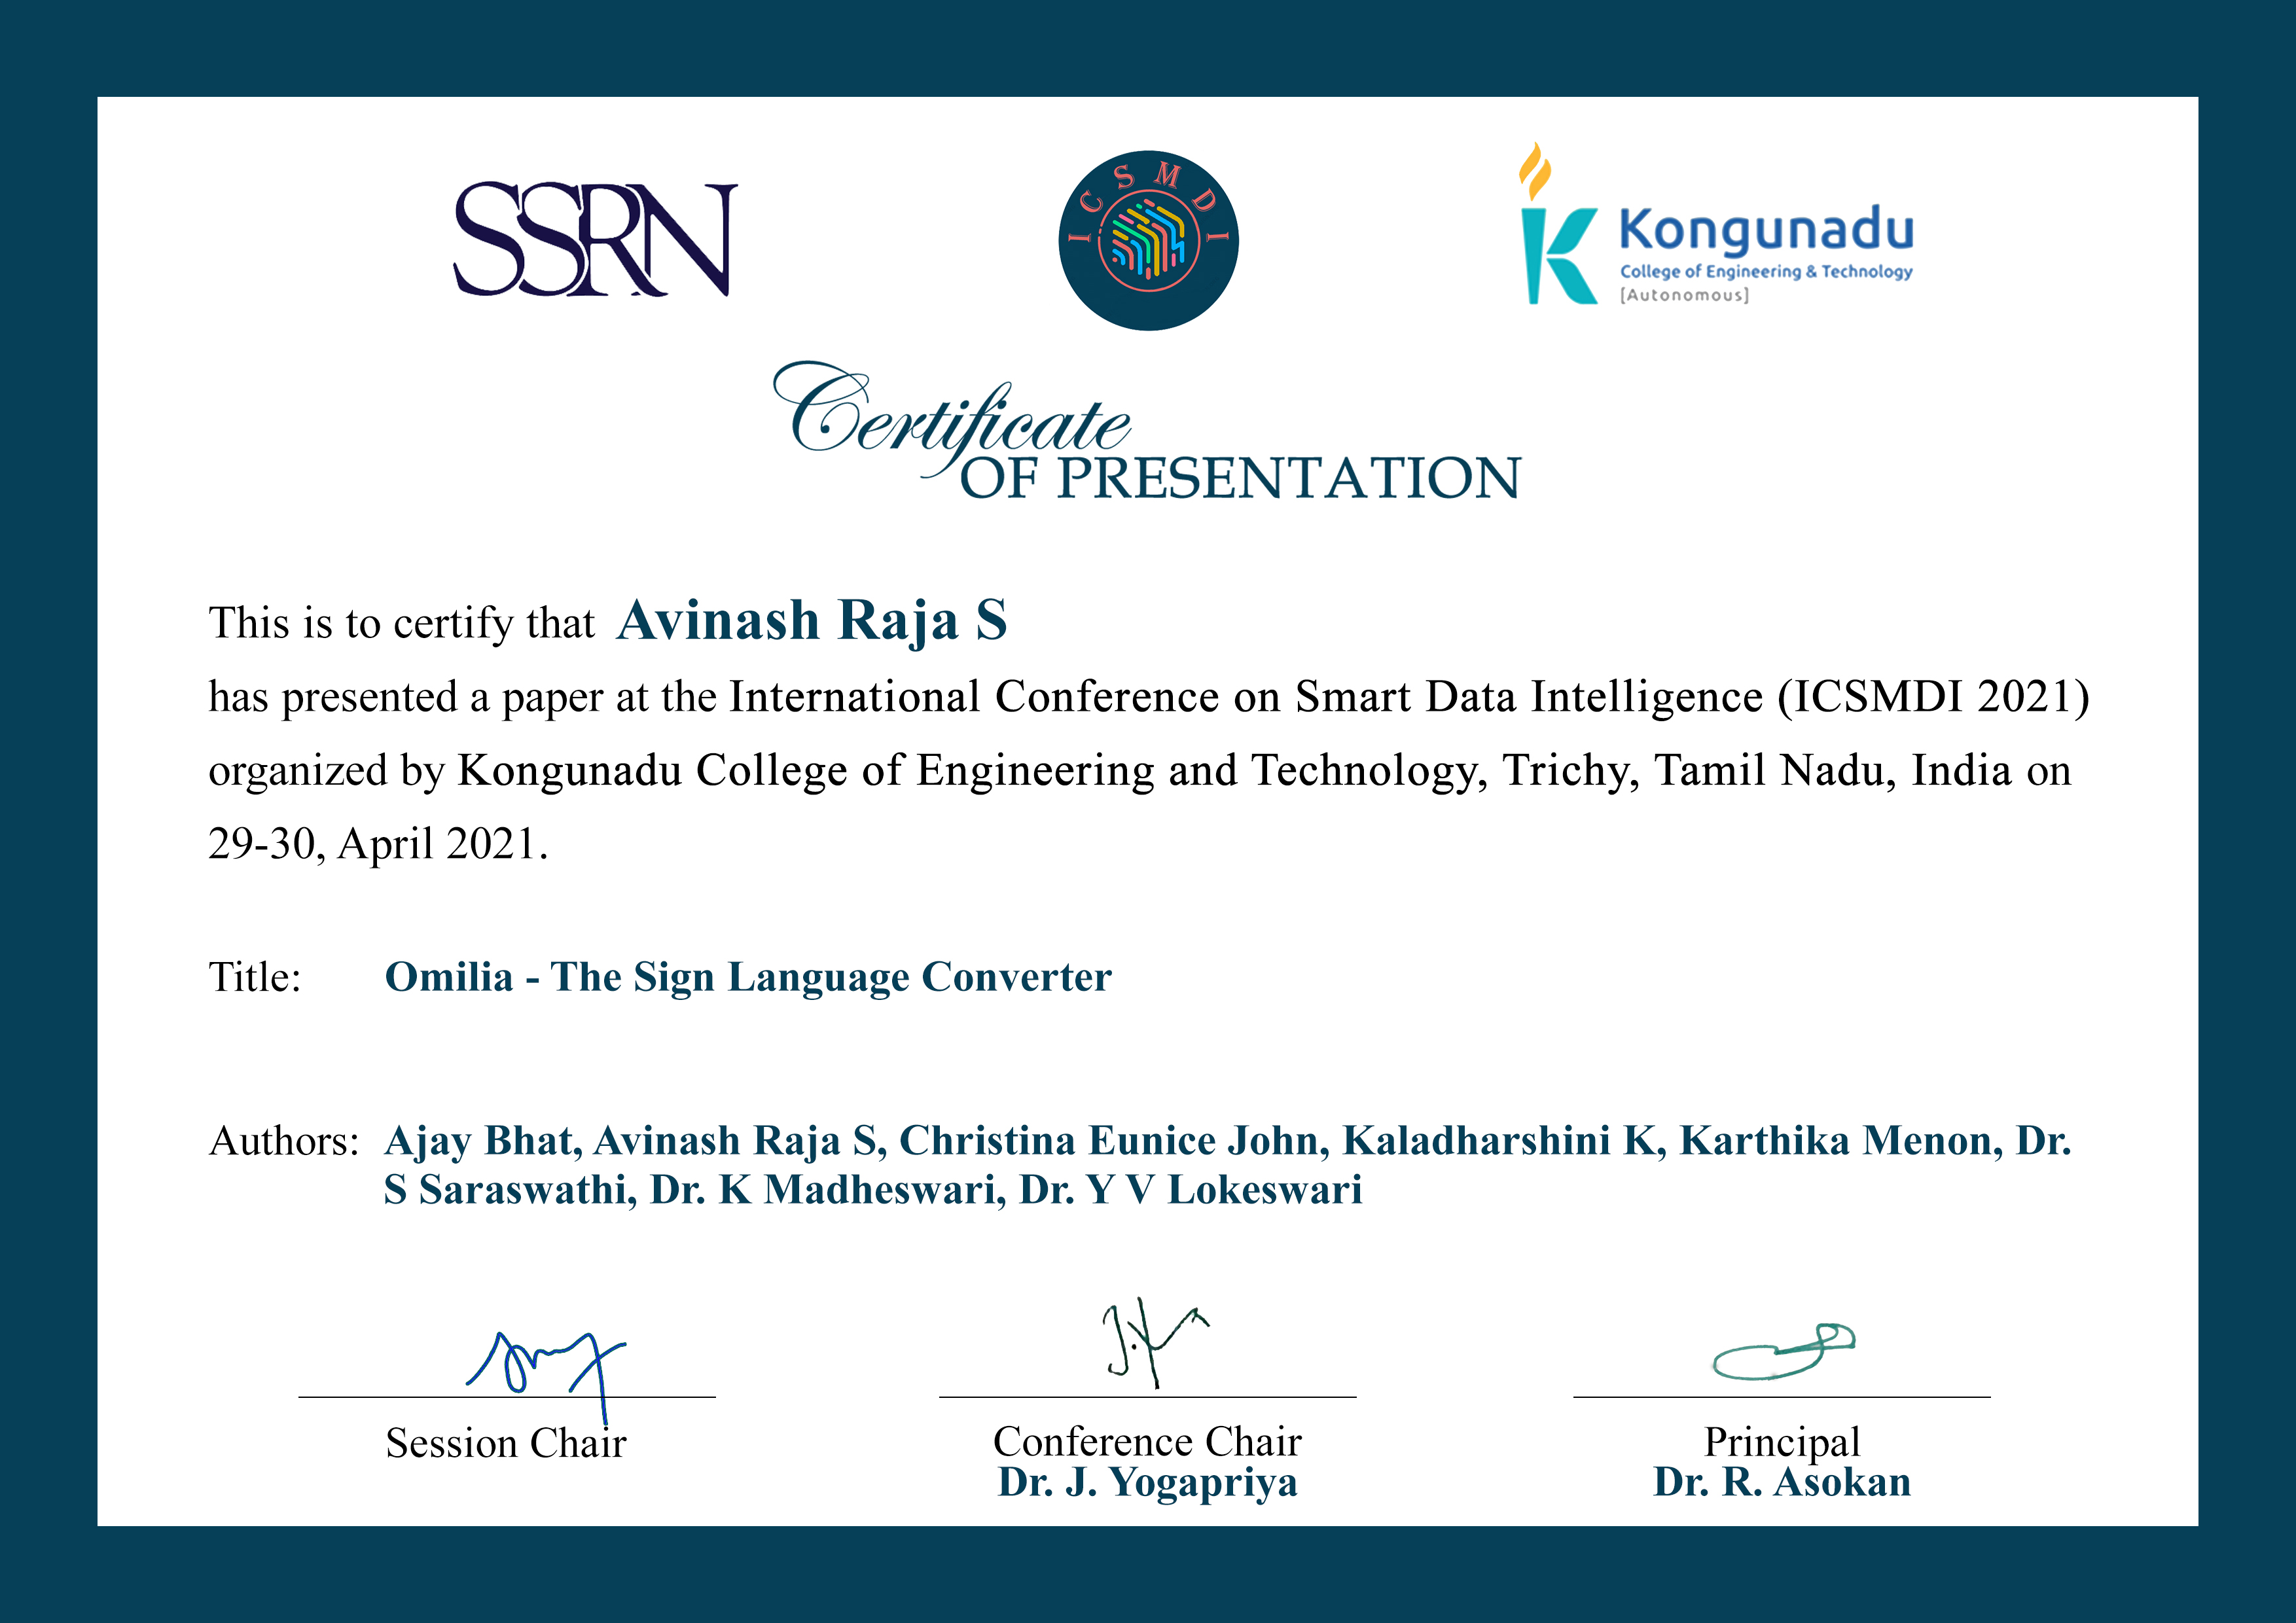 SSRN
ICSMDI
Kongunadu
College of Engineering & Technology
[Autonomous]
Certificate
OF PRESENTATION
This is to certify that Avinash Raja S
has presented a paper at the International Conference on Smart Data Intelligence (ICSMDI 2021)
organized by Kongunadu College of Engineering and Technology, Trichy, Tamil Nadu, India on
29-30, April 2021.
Title: Omilia - The Sign Language Converter
Authors: Ajay Bhat, Avinash Raja S, Christina Eunice John, Kaladharshini K, Karthika Menon, Dr.
S Saraswathi, Dr. K Madheswari, Dr. Y V Lokeswari
Session Chair
Conference Chair
Dr. J. Yogapriya
Principal
Dr. R. Asokan